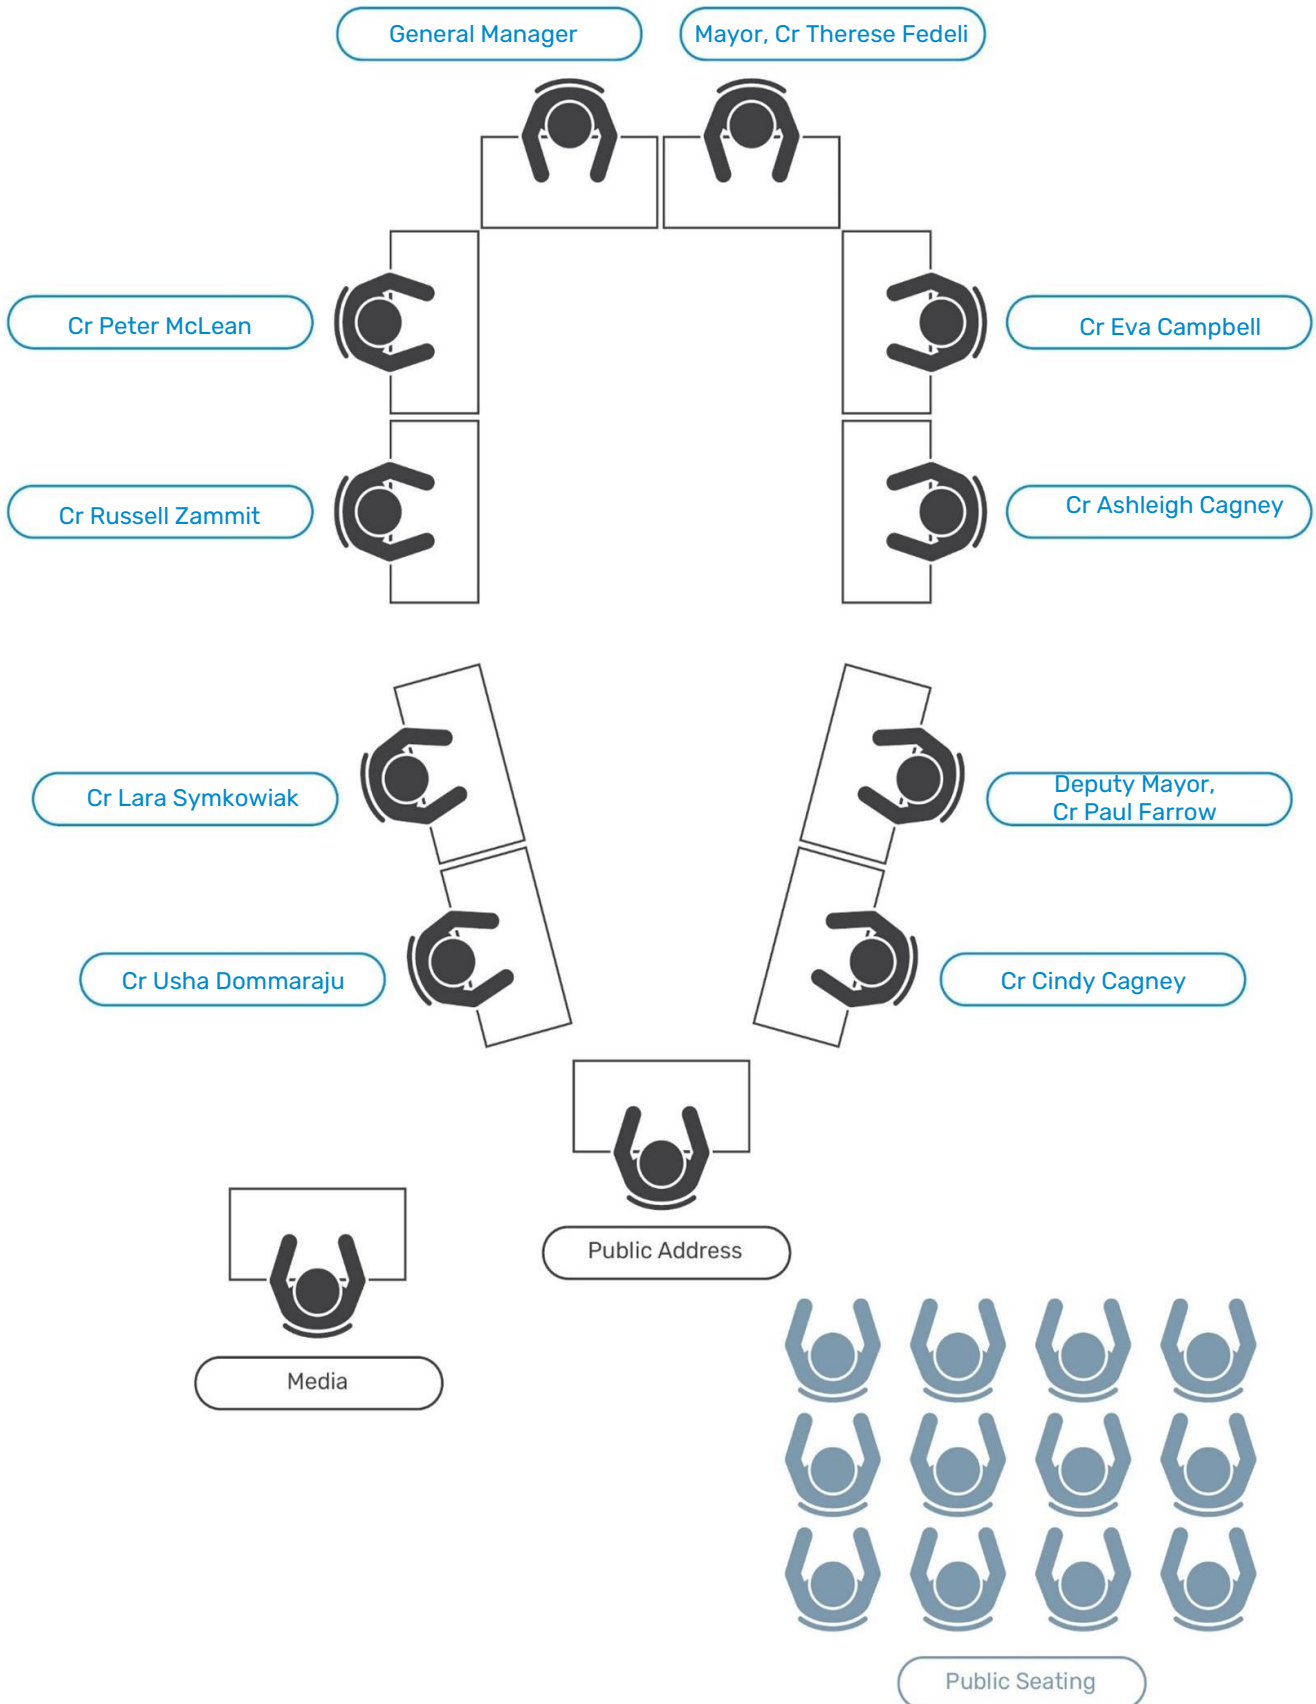 General Manager
Mayor, Cr Therese Fedeli
Cr Peter McLean
Cr Eva Campbell
Cr Russell Zammit
Cr Ashleigh Cagney
Cr Lara Symkowiak
Deputy Mayor,
Cr Paul Farrow
Cr Usha Dommaraju
Cr Cindy Cagney
Public Address
Media
Public Seating